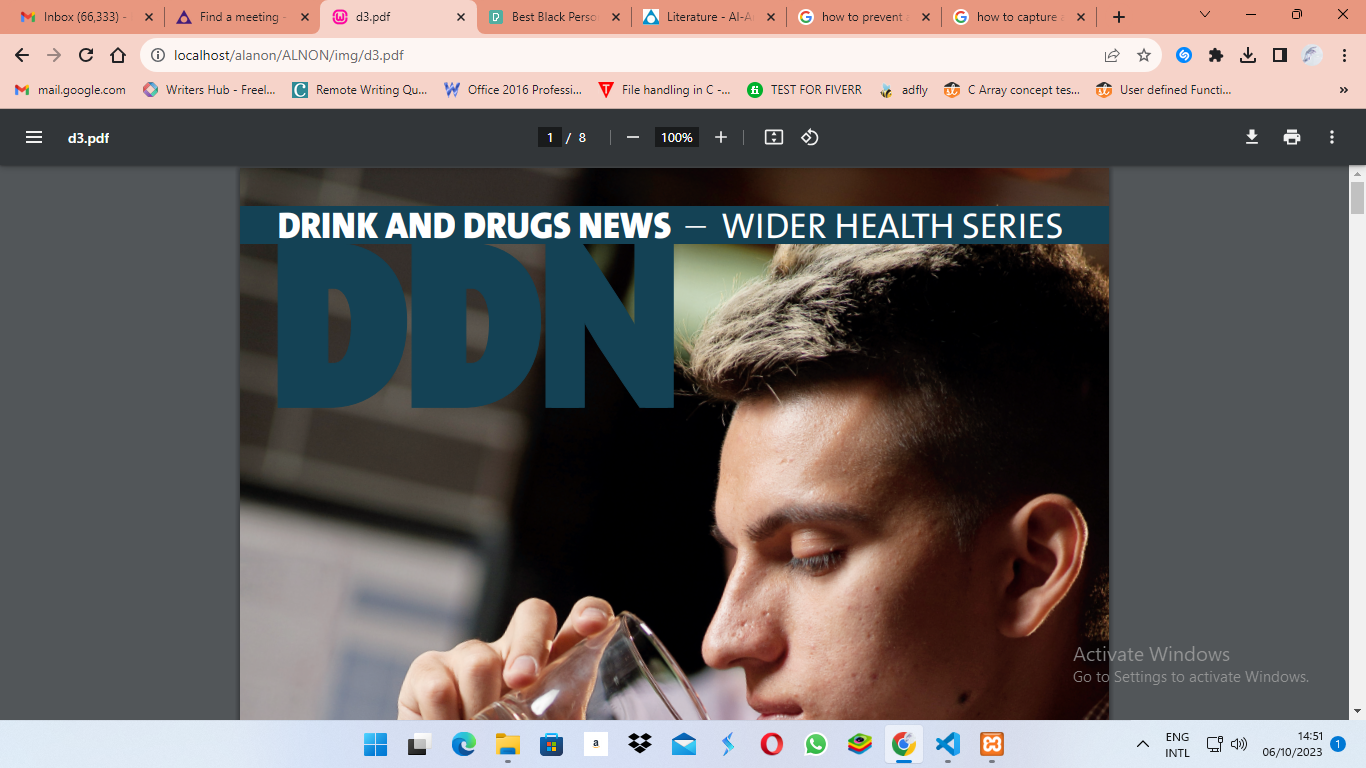 Inbox (66,333) -
Find a meeting -
d3.pdf
Best Black Perso
Literature - Al-A
how to prevent
how to capture
localhost/alanon/ALNON/img/d3.pdf
mail.google.com
Writers Hub - Freel...
Remote Writing Qu...
Office 2016 Professi...
File handling in C -...
TEST FOR FIVERR
adfly
C Array concept tes...
User defined Functi...
d3.pdf
1 / 8
100%
DRINK AND DRUGS NEWS — WIDER HEALTH SERIES
DDN
Activate Windows
Go to Settings to activate Windows.
a
ENG
INTL
14:51
06/10/2023
1